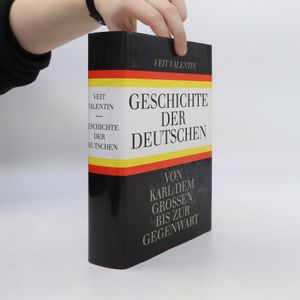 VEIT VALENTIN
GESCHICHTE
DER
DEUTSCHEN
VON
KARL DEM
GROSSEN
BIS ZUR
GEGENWART
VEIT
VALENTIN
GESCHICHTE
DER
DEUTSCHEN